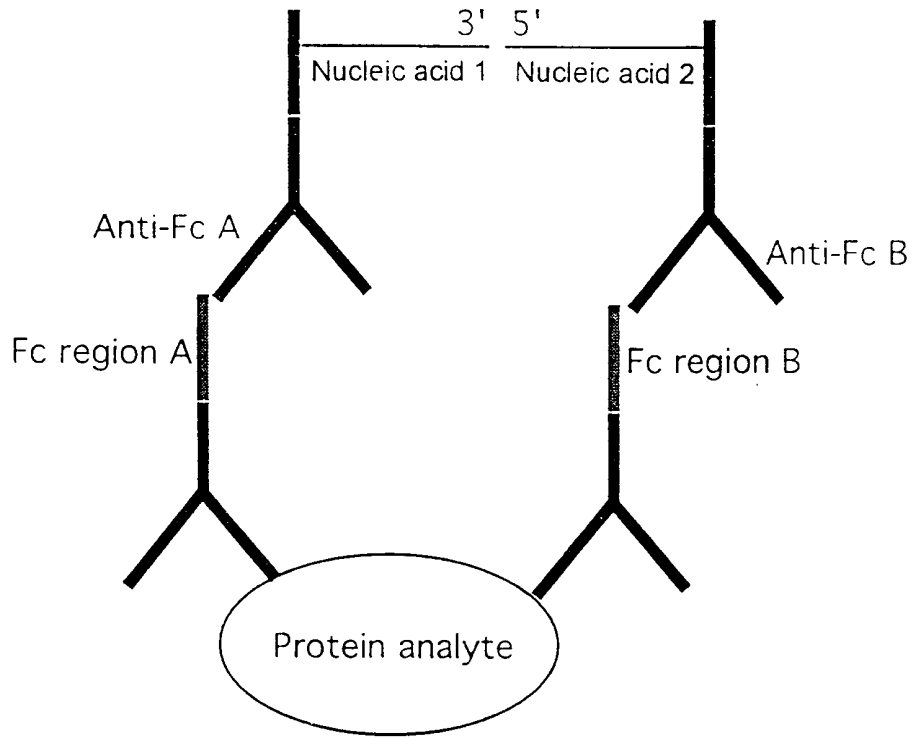 3' 5'
Nucleic acid 1 Nucleic acid 2
Anti-Fc A
Anti-Fc B
Fc region A
Fc region B
Protein analyte